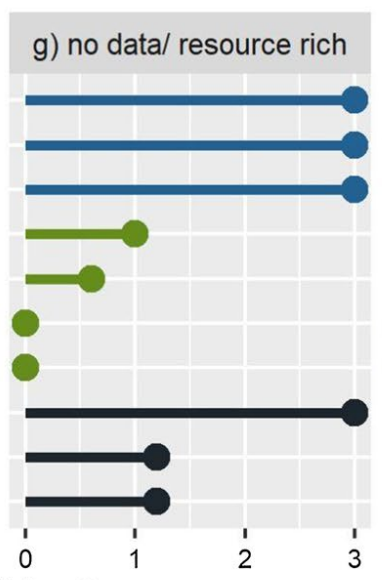 g) no data/ resource rich
0 1 2 3